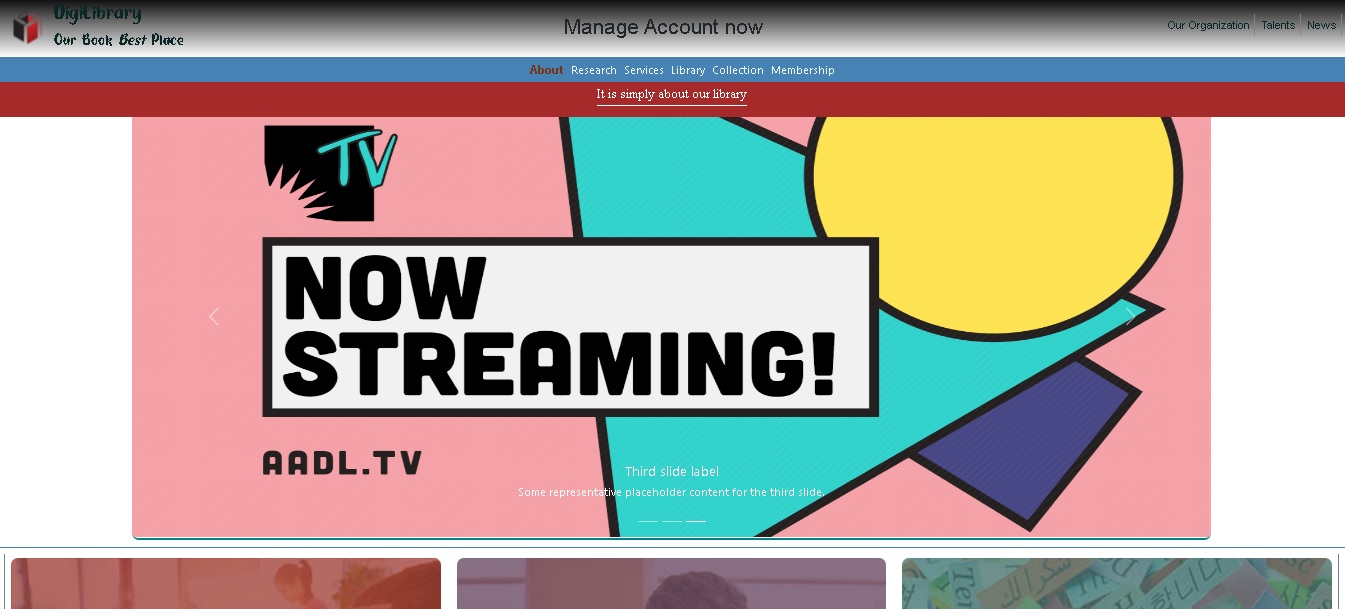 DigiLibrary
Our Book Best Place
Manage Account now
Our Organization Talents News
About Research Services Library Collection Membership
It is simply about our library
TV
NOW
STREAMING!
AADL.TV
Third slide label
Some representative placeholder content for the third slide.